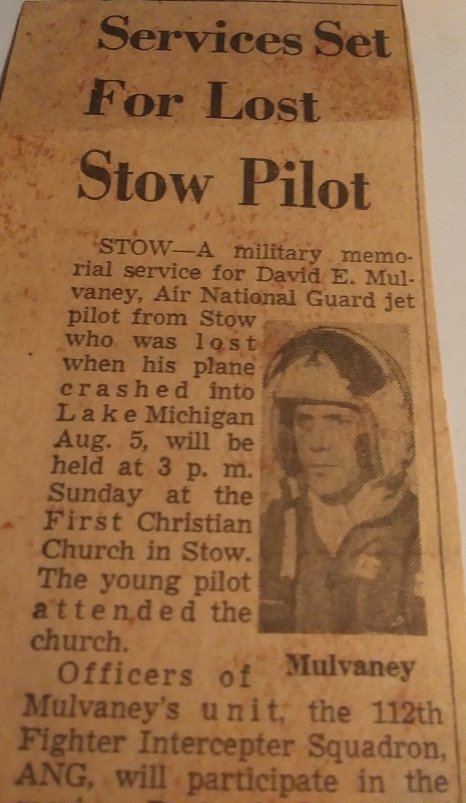 Services Set
For Lost
Stow Pilot
STOW—A military memo-
rial service for David E. Mul-
vaney, Air National Guard jet
pilot from Stow
who was lost
when his plane
crashed into
Lake Michigan
Aug. 5, will be
held at 3 p. m.
Sunday at the
First Christian
Church in Stow.
The young pilot
attended the
church.
Mulvaney
Officers of
Mulvaney's unit, the 112th
Fighter Intercepter Squadron,
ANG, will participate in the